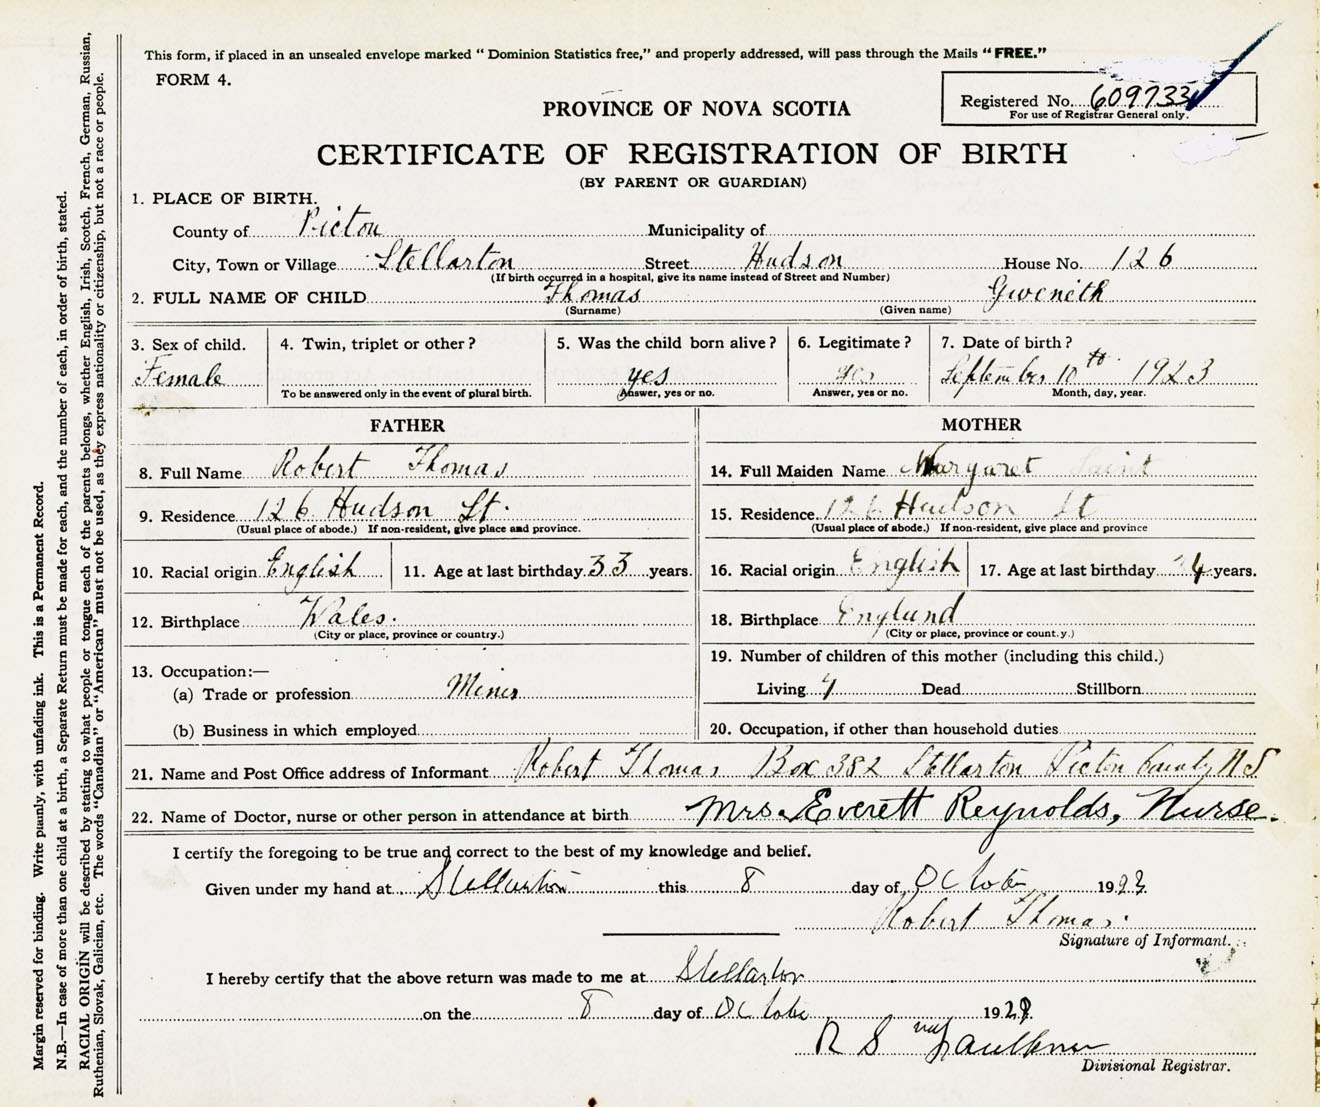 This form, if placed in an unsealed envelope marked “ Dominion Statistics free,” and properly addressed, will pass through the Mails “ FREE.”
FORM 4.
Registered No. 609733
For use of Registrar General only.
PROVINCE OF NOVA SCOTIA
CERTIFICATE OF REGISTRATION OF BIRTH
(BY PARENT OR GUARDIAN)
1. PLACE OF BIRTH.
County of Pictou Municipality of
City, Town or Village Stellarton Street Hudson House No. 126
(If birth occurred in a hospital, give its name instead of Street and Number)
2. FULL NAME OF CHILD Thomas Gweneth
(Surname) (Given name)
3. Sex of child. 4. Twin, triplet or other? 5. Was the child born alive? 6. Legitimate? 7. Date of birth?
Female yes yes September 10th 1923
To be answered only in the event of plural birth. Answer, yes or no. Answer, yes or no. Month, day, year.
FATHER MOTHER
8. Full Name Robert Thomas 14. Full Maiden Name Margaret Saint
9. Residence 126 Hudson St. 15. Residence 126 Hudson St
(Usual place of abode.) If non-resident, give place and province. (Usual place of abode.) If non-resident, give place and province
10. Racial origin English 11. Age at last birthday 33 years. 16. Racial origin English 17. Age at last birthday years.
12. Birthplace Wales. 18. Birthplace England
(City or place, province or country.) (City or place, province or count.y.)
13. Occupation:— 19. Number of children of this mother (including this child.)
(a) Trade or profession Miner Living Dead Stillborn
(b) Business in which employed 20. Occupation, if other than household duties
21. Name and Post Office address of Informant Robert Thomas Box 382 Stellarton Pictou County N S
22. Name of Doctor, nurse or other person in attendance at birth Mrs. Everett Reynolds, Nurse.
I certify the foregoing to be true and correct to the best of my knowledge and belief.
Given under my hand at Stellarton this 8 day of October 1923
Robert Thomas.
Signature of Informant.
I hereby certify that the above return was made to me at Stellarton
on the 8 day of October 192
R S Faulkner
Divisional Registrar.
Margin reserved for binding. Write plainly, with unfading ink. This is a Permanent Record.
N.B.—In case of more than one child at a birth, a Separate Return must be made for each, and the number of each, in order of birth, stated.
RACIAL ORIGIN will be described by stating to what people or tongue each of the parents belongs, whether English, Irish, Scotch, French, German, Russian,
Ruthenian, Slovak, Galician, etc. The words “Canadian” or “American” must not be used, as they express nationality or citizenship, but not a race or people.